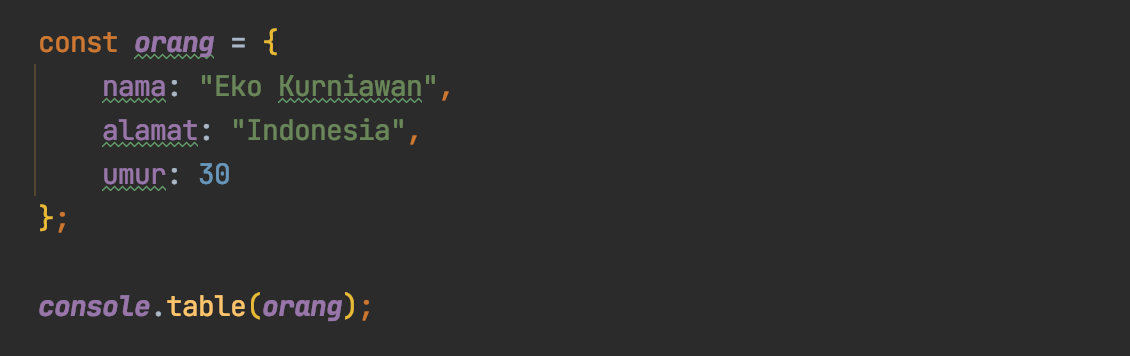 const orang = {
    nama: "Eko Kurniawan",
    alamat: "Indonesia",
    umur: 30
};

console.table(orang);